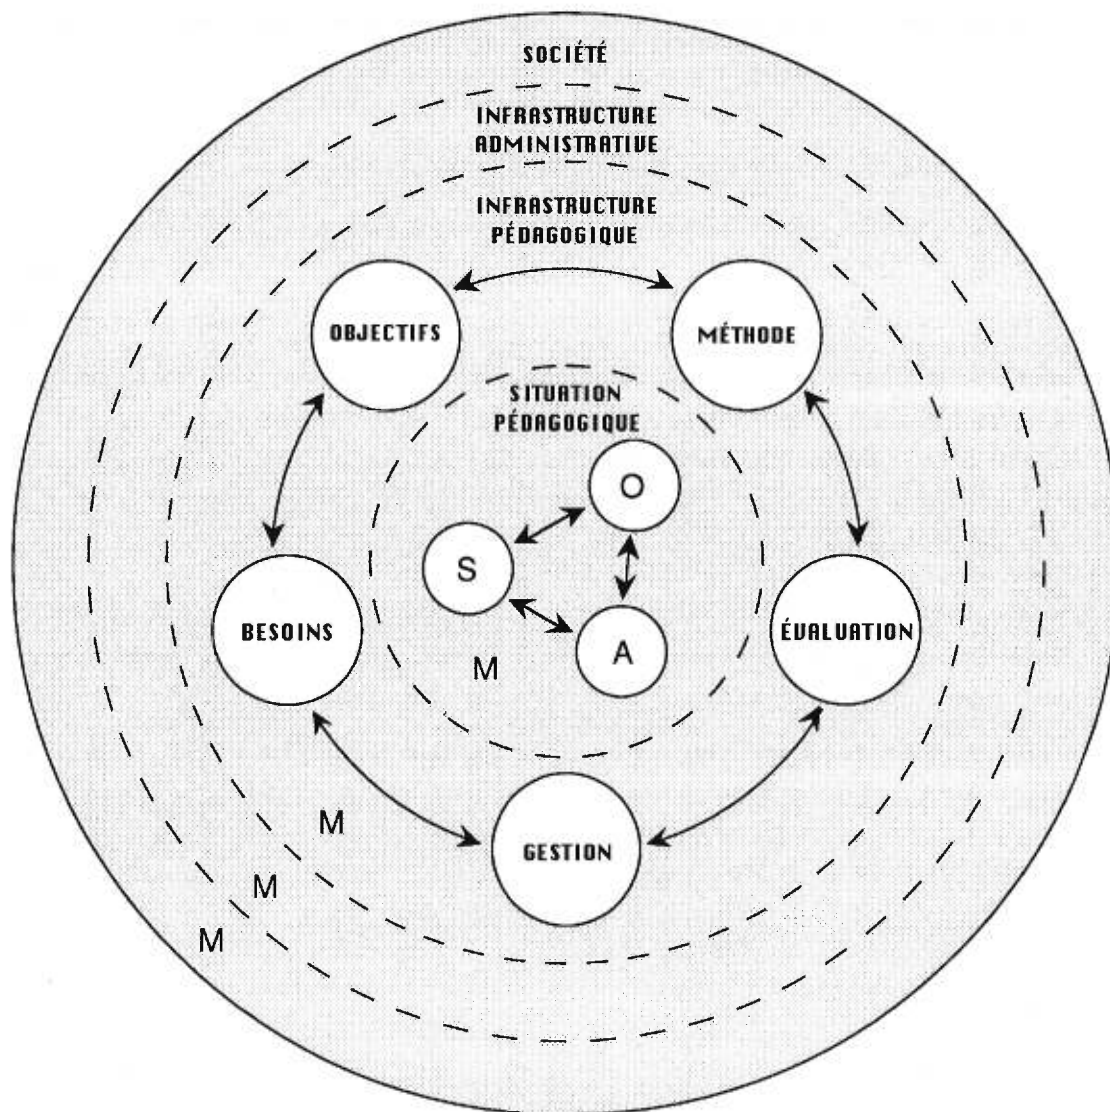 SOCIÉTÉ
INFRASTRUCTURE
ADMINISTRATIVE
INFRASTRUCTURE
PÉDAGOGIQUE
OBJECTIFS
MÉTHODE
SITUATION
PÉDAGOGIQUE
O
S
A
M
BESOINS
ÉVALUATION
GESTION
M
M
M